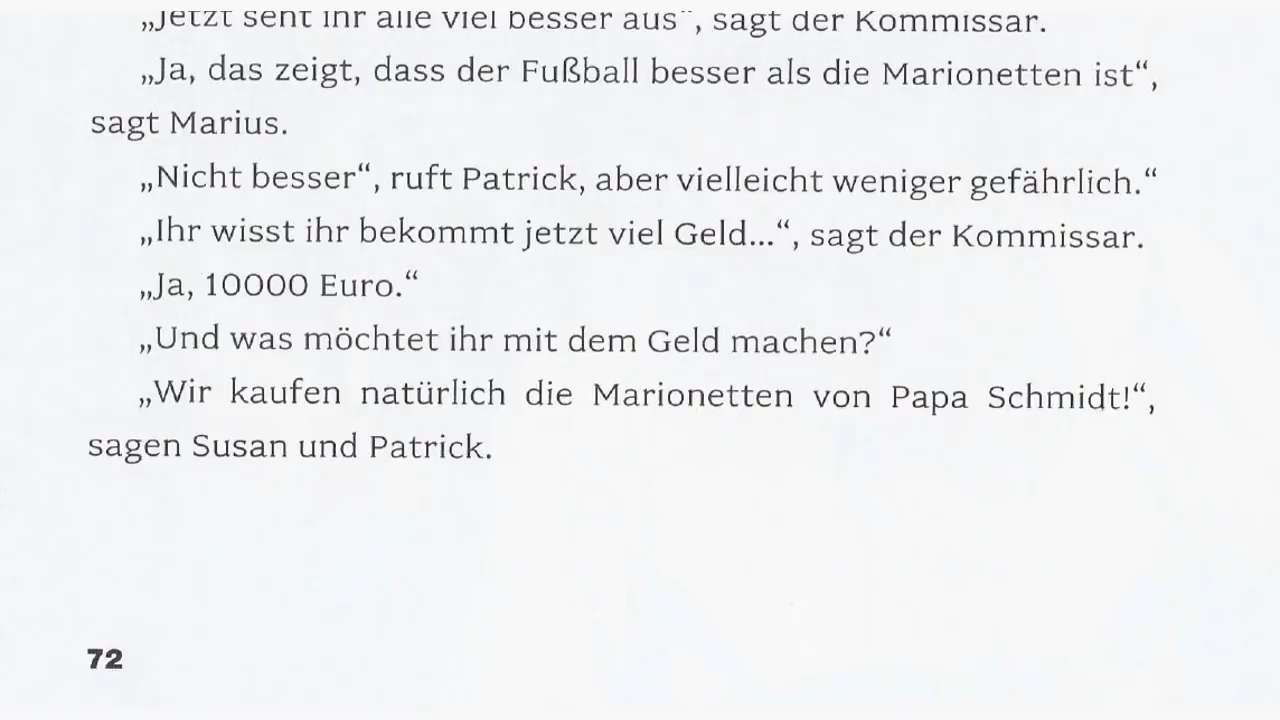 „Jetzt seht ihr alle viel besser aus“, sagt der Kommissar.
„Ja, das zeigt, dass der Fußball besser als die Marionetten ist“,
sagt Marius.
„Nicht besser“, ruft Patrick, aber vielleicht weniger gefährlich.“
„Ihr wisst ihr bekommt jetzt viel Geld...“, sagt der Kommissar.
„Ja, 10000 Euro.“
„Und was möchtet ihr mit dem Geld machen?“
„Wir kaufen natürlich die Marionetten von Papa Schmidt!“,
sagen Susan und Patrick.
72